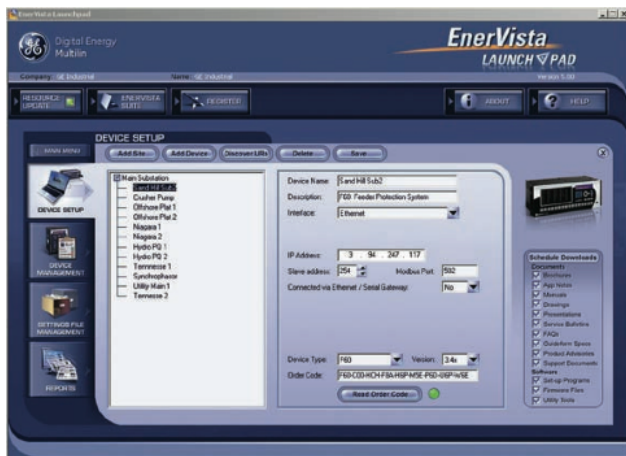 EnerVista Launchpad
Digital Energy
Multilin
EnerVista
LAUNCH PAD
Company: GE Industrial
Name: GE Industrial
Version 5.00
RESOURCE
UPDATE
ENERVISTA
SUITE
REGISTER
ABOUT
HELP
DEVICE SETUP
MAIN MENU
Add Site
Add Device
Discover URs
Delete
Save
DEVICE SETUP
DEVICE
MANAGEMENT
SETTINGS FILE
MANAGEMENT
REPORTS
Main Substation
Sand Hill Sub2
Crusher Pump
Offshore Plat 1
Offshore Plat 2
Niagara 1
Niagara 2
Hydro PQ 1
Hydro PQ 2
Tennesse 1
Synchrophasor
Utility Main 1
Tennesse 2
Device Name: Sand Hill Sub2
Description: F60 Feeder Protection System
Interface: Ethernet
IP Address: 3 . 94 . 247 . 117
Slave address: 254 Modbus Port: 502
Connected via Ethernet / Serial Gateway: No
Device Type: F60 Version: 3.4x
Order Code:
Read Order Code
Schedule Downloads
Documents
Brochures
App Notes
Manuals
Drawings
Presentations
Service Bulletins
FAQs
Guideform Specs
Product Advisories
Support Documents
Software
Set-up Programs
Firmware Files
Utility Tools